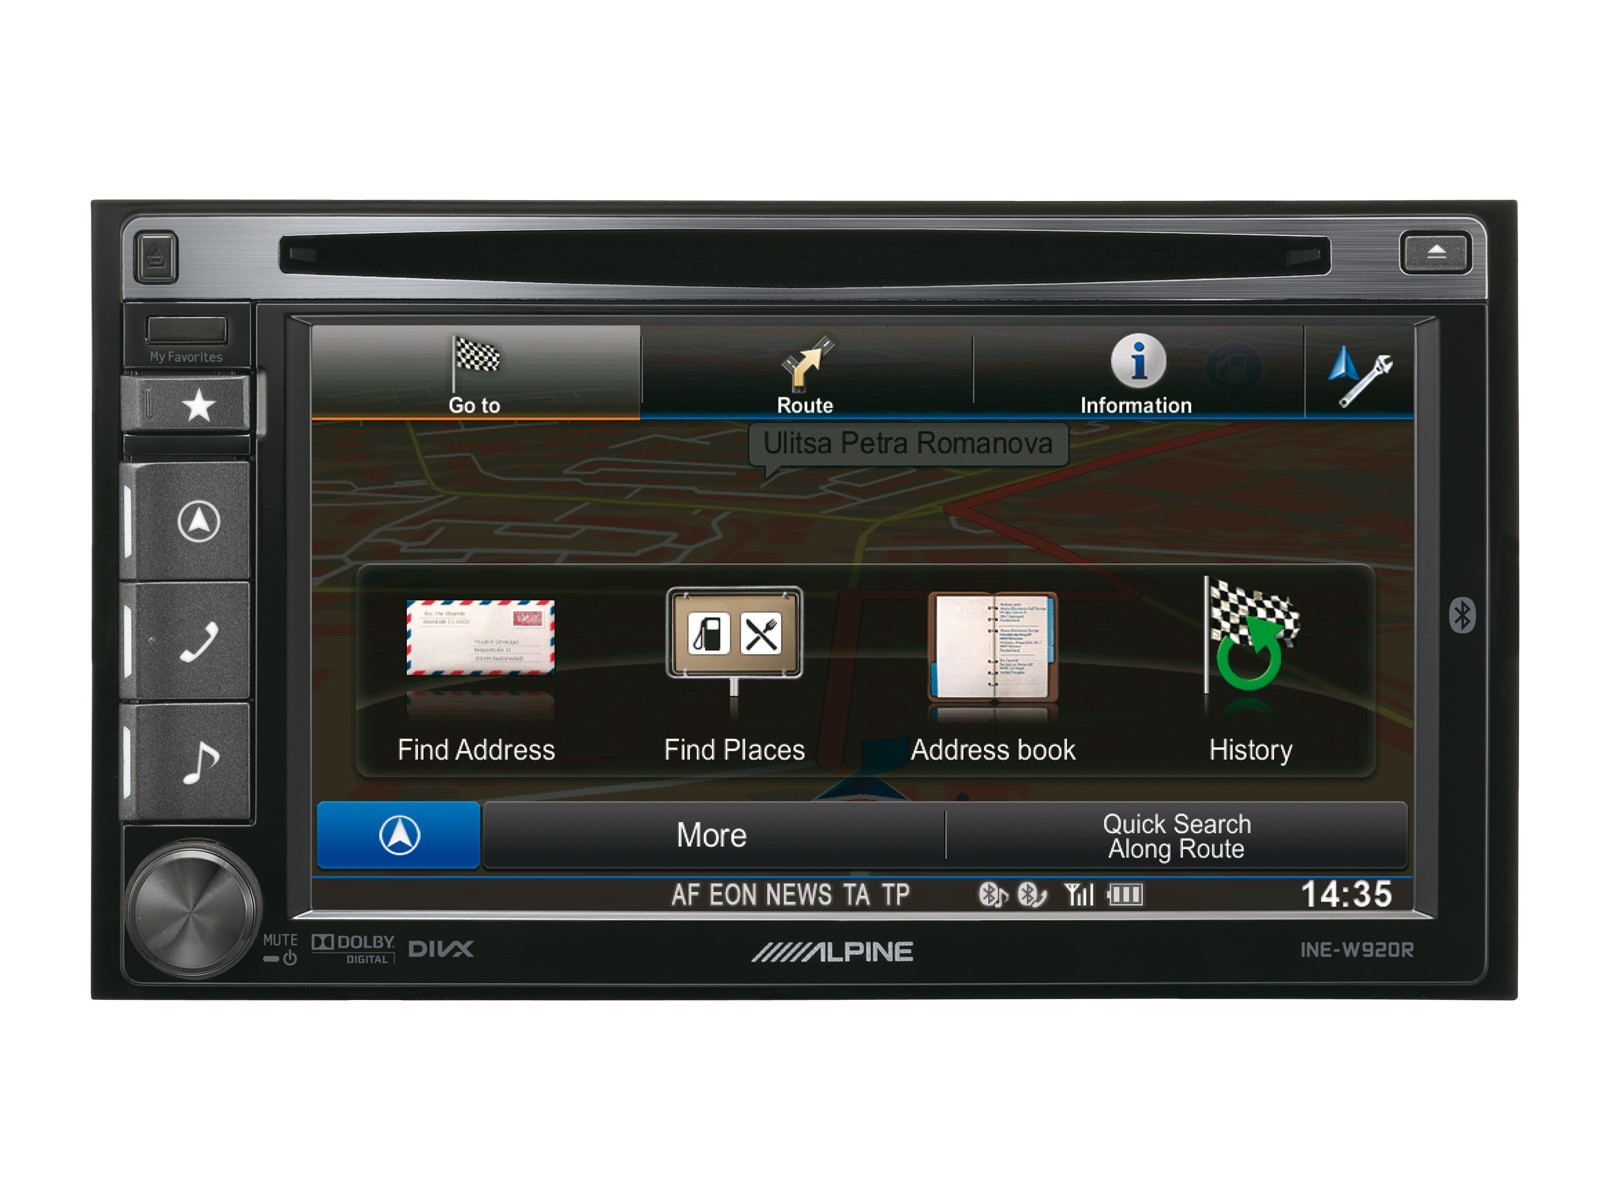 My Favorites
Go to
Route
Information
Ulitsa Petra Romanova
Find Address
Find Places
Address book
History
More
Quick Search
Along Route
AF EON NEWS TA TP
14:35
MUTE
DOLBY
DIGITAL
DIVX
ALPINE
INE-W920R